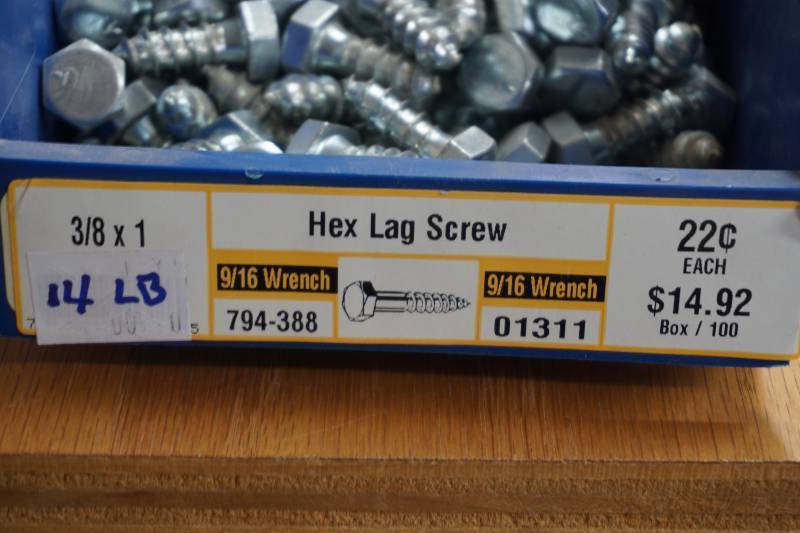 3/8 x 1
14 LB
Hex Lag Screw
9/16 Wrench
794-388
9/16 Wrench
01311
22¢
EACH
$14.92
Box / 100